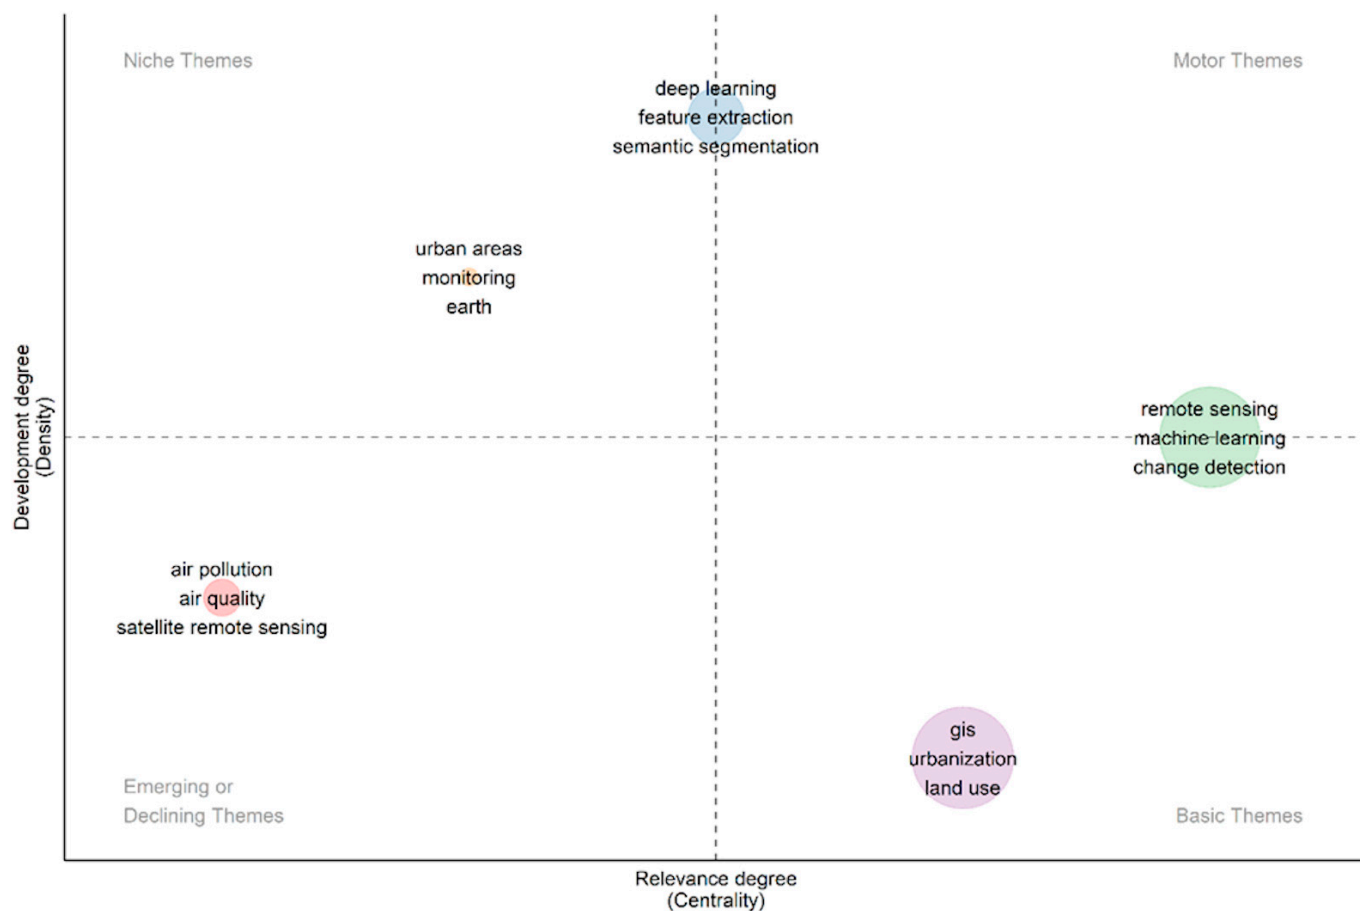 Niche Themes
Motor Themes
deep learning
feature extraction
semantic segmentation
urban areas
monitoring
earth
Development degree
(Density)
remote sensing
machine learning
change detection
air pollution
air quality
satellite remote sensing
gis
urbanization
land use
Emerging or
Declining Themes
Basic Themes
Relevance degree
(Centrality)